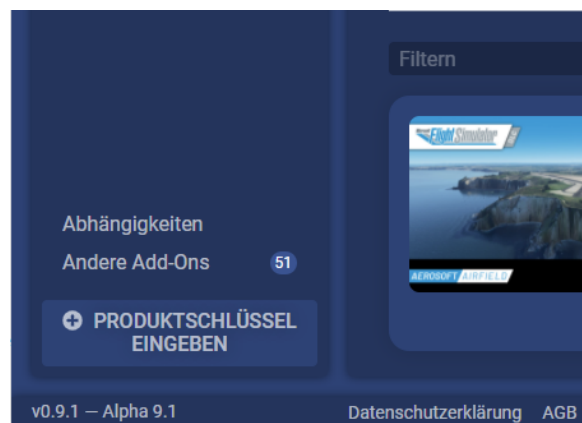 Filtern
Flight Simulator
AEROSOFT AIRFIELD
Abhängigkeiten
Andere Add-Ons 51
PRODUKTSCHLÜSSEL
EINGEBEN
v0.9.1 — Alpha 9.1 Datenschutzerklärung AGB